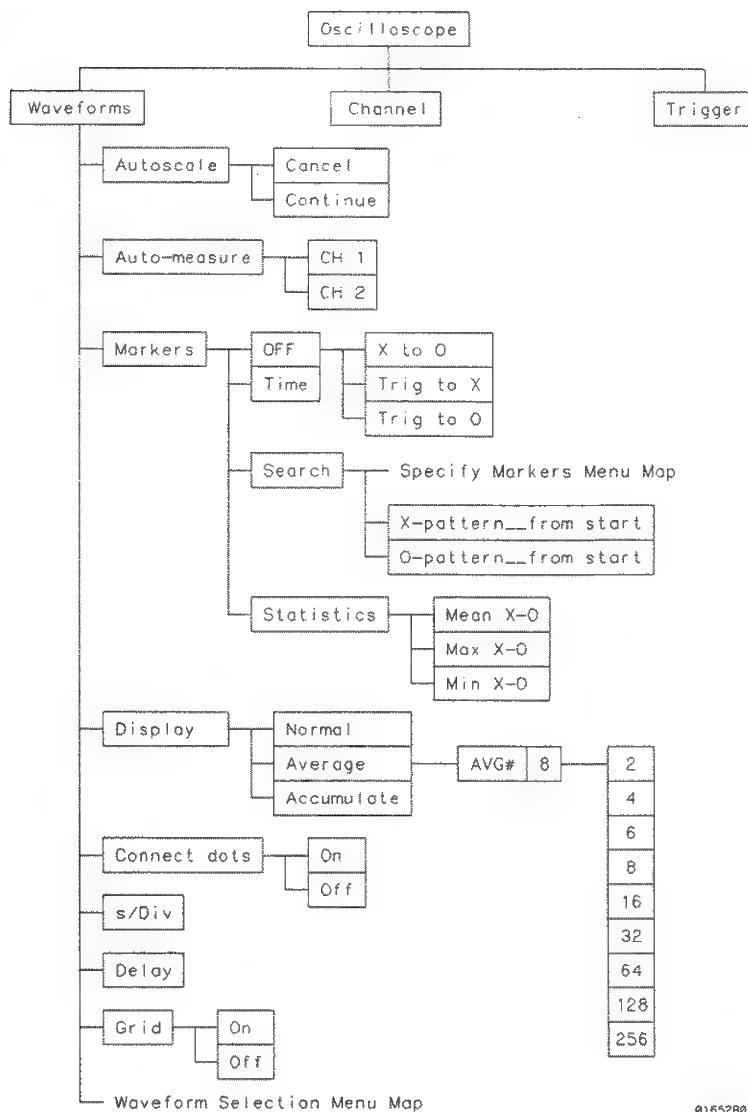 Oscilloscope
Waveforms
Channel
Trigger
Autoscale
Cancel
Continue
Auto-measure
CH 1
CH 2
Markers
OFF
Time
X to O
Trig to X
Trig to O
Search
Specify Markers Menu Map
X-pattern__from start
O-pattern__from start
Statistics
Mean X-O
Max X-O
Min X-O
Display
Normal
Average
Accumulate
AVG# 8
2
4
6
8
16
32
64
128
256
Connect dots
On
Off
s/Div
Delay
Grid
On
Off
Waveform Selection Menu Map